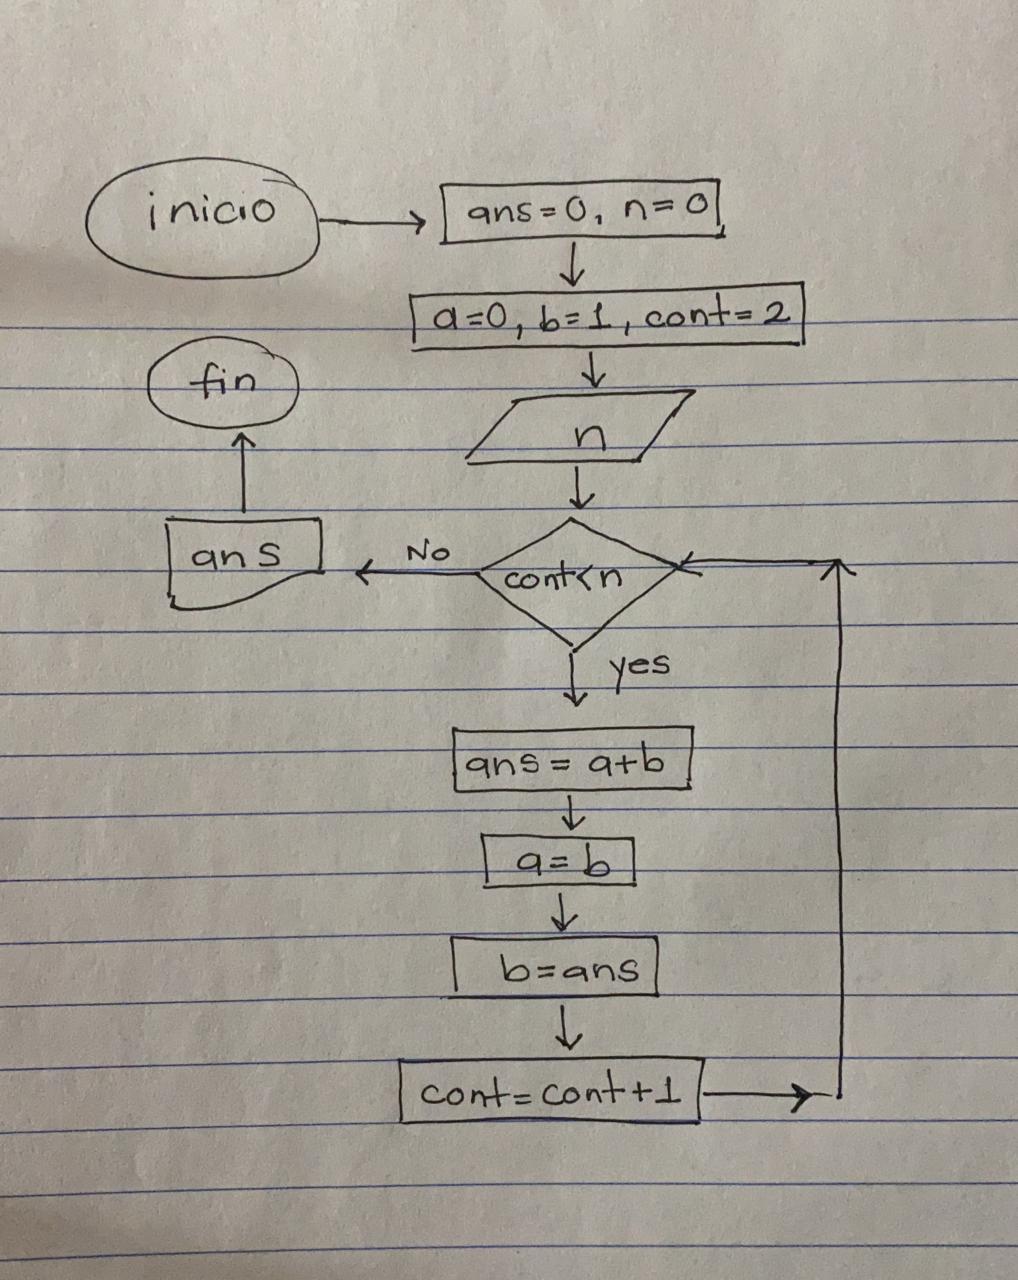 inicio
ans=0, n=0
a=0, b=1, cont=2
fin
n
ans
No
cont<n
yes
ans = a+b
a=b
b=ans
cont=cont+1